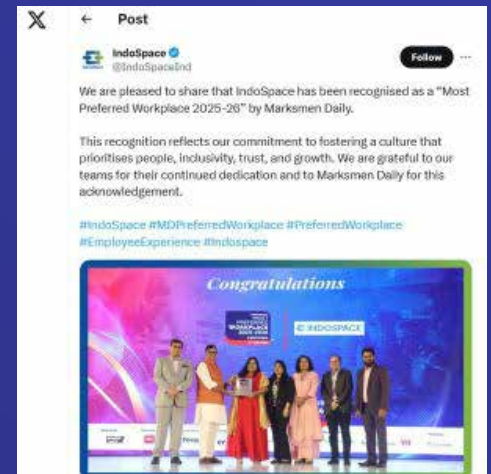 X
← Post
IndoSpace
@IndoSpaceInd
Follow
We are pleased to share that IndoSpace has been recognised as a "Most
Preferred Workplace 2025-26" by Marksmen Daily.
This recognition reflects our commitment to fostering a culture that
prioritises people, inclusivity, trust, and growth. We are grateful to our
teams for their continued dedication and to Marksmen Daily for this
acknowledgement.
#IndoSpace #MDPreferredWorkplace #PreferredWorkplace
#EmployeeExperience #Indospace
Congratulations
PREFERRED
WORKPLACE
2025-2026
INDOSPACE